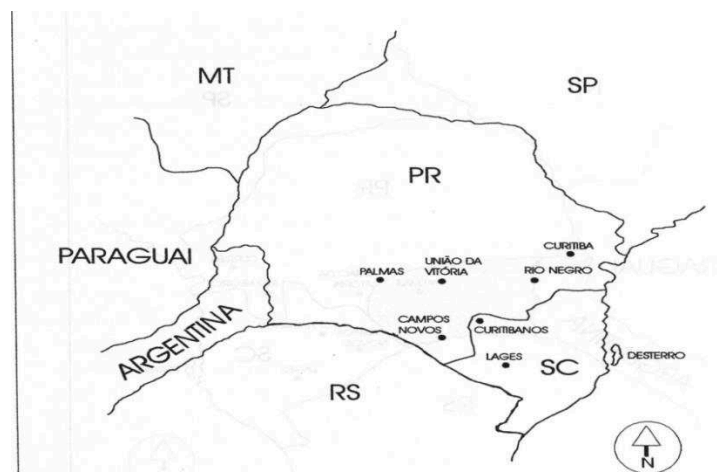 MT
SP
PR
PARAGUAI
CURITIBA
PALMAS
UNIÃO DA
VITÓRIA
RIO NEGRO
ARGENTINA
CAMPOS
NOVOS
CURITIBANOS
LAGES
SC
DESTERRO
RS
N